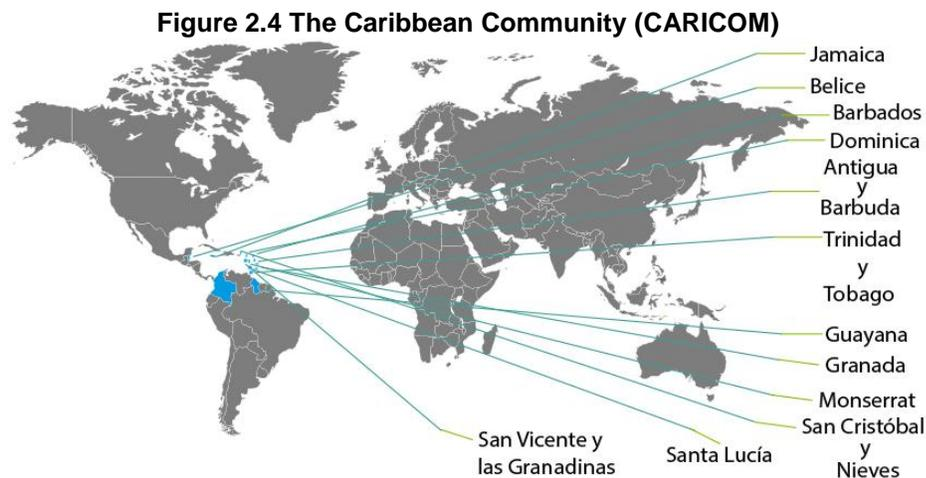 Figure 2.4 The Caribbean Community (CARICOM)
Jamaica
Belice
Barbados
Dominica
Antigua
y
Barbuda
Trinidad
y
Tobago
Guayana
Granada
Monserrat
San Cristóbal
y
Nieves
Santa Lucía
San Vicente y
las Granadinas